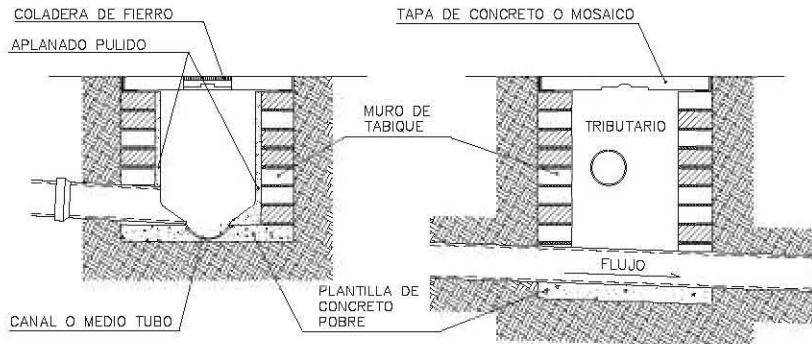 COLADERA DE FIERRO
APLANADO PULIDO
TAPA DE CONCRETO O MOSAICO
MURO DE
TABIQUE
TRIBUTARIO
FLUJO
PLANTILLA DE
CONCRETO
POBRE
CANAL O MEDIO TUBO